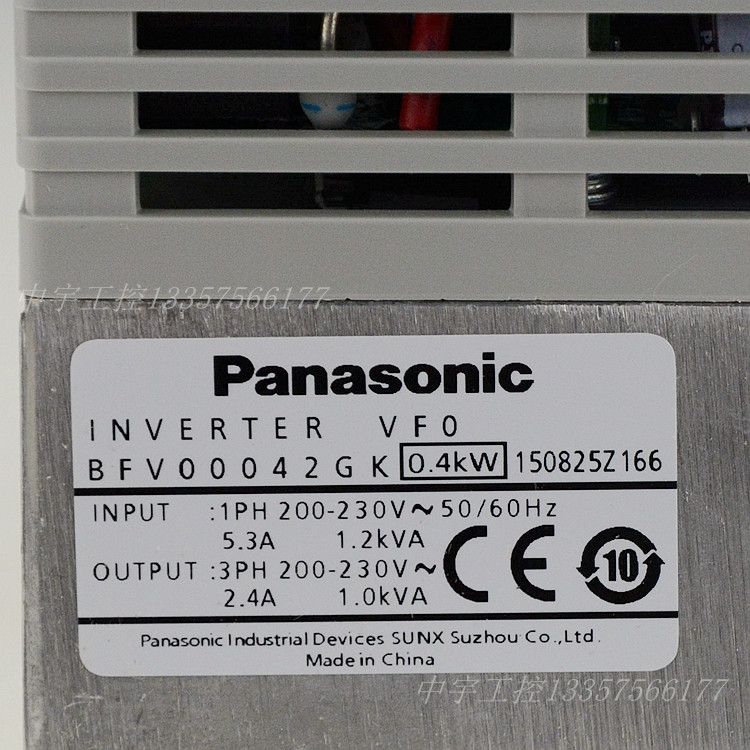 中宇工控13357566177
Panasonic
INVERTER VF0
BFV00042GK 0.4kW 150825Z166
INPUT :1PH 200-230V~50/60Hz
5.3A 1.2kVA
OUTPUT :3PH 200-230V~
2.4A 1.0kVA
CE 10
Panasonic Industrial Devices SUNX Suzhou Co.,Ltd.
Made in China
中宇工控13357566177